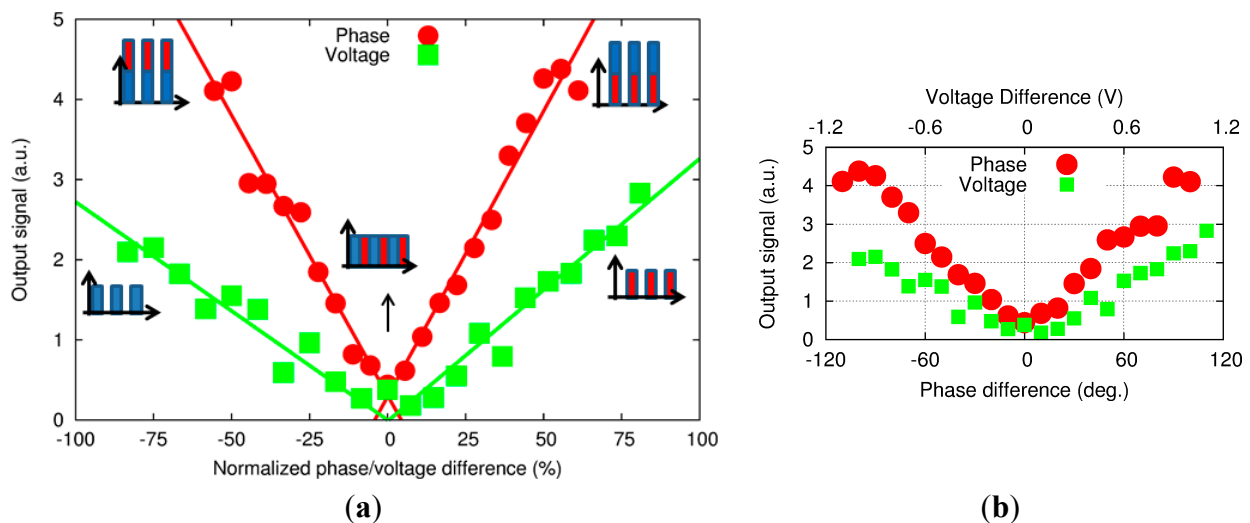 5
4
3
2
1
0
Output signal (a.u.)
Phase
Voltage
-100 -75 -50 -25 0 25 50 75 100
Normalized phase/voltage difference (%)
(a)
Voltage Difference (V)
-1.2 -0.6 0 0.6 1.2
5
4
3
2
1
0
Output signal (a.u.)
Phase
Voltage
-120 -60 0 60 120
Phase difference (deg.)
(b)